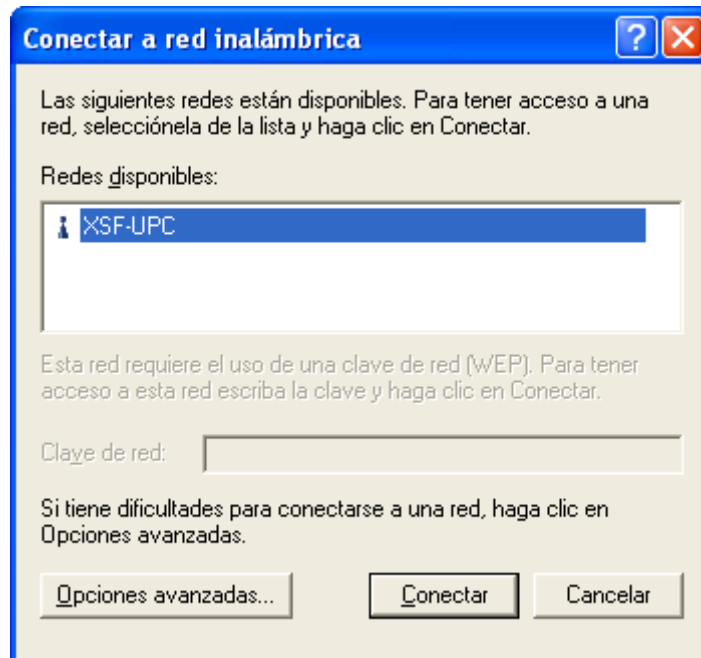 Conectar a red inalámbrica
?
Las siguientes redes están disponibles. Para tener acceso a una
red, selecciónela de la lista y haga clic en Conectar.
Redes disponibles:
XSF-UPC
Esta red requiere el uso de una clave de red (WEP). Para tener
acceso a esta red escriba la clave y haga clic en Conectar.
Clave de red:
Si tiene dificultades para conectarse a una red, haga clic en
Opciones avanzadas.
Opciones avanzadas... Conectar Cancelar